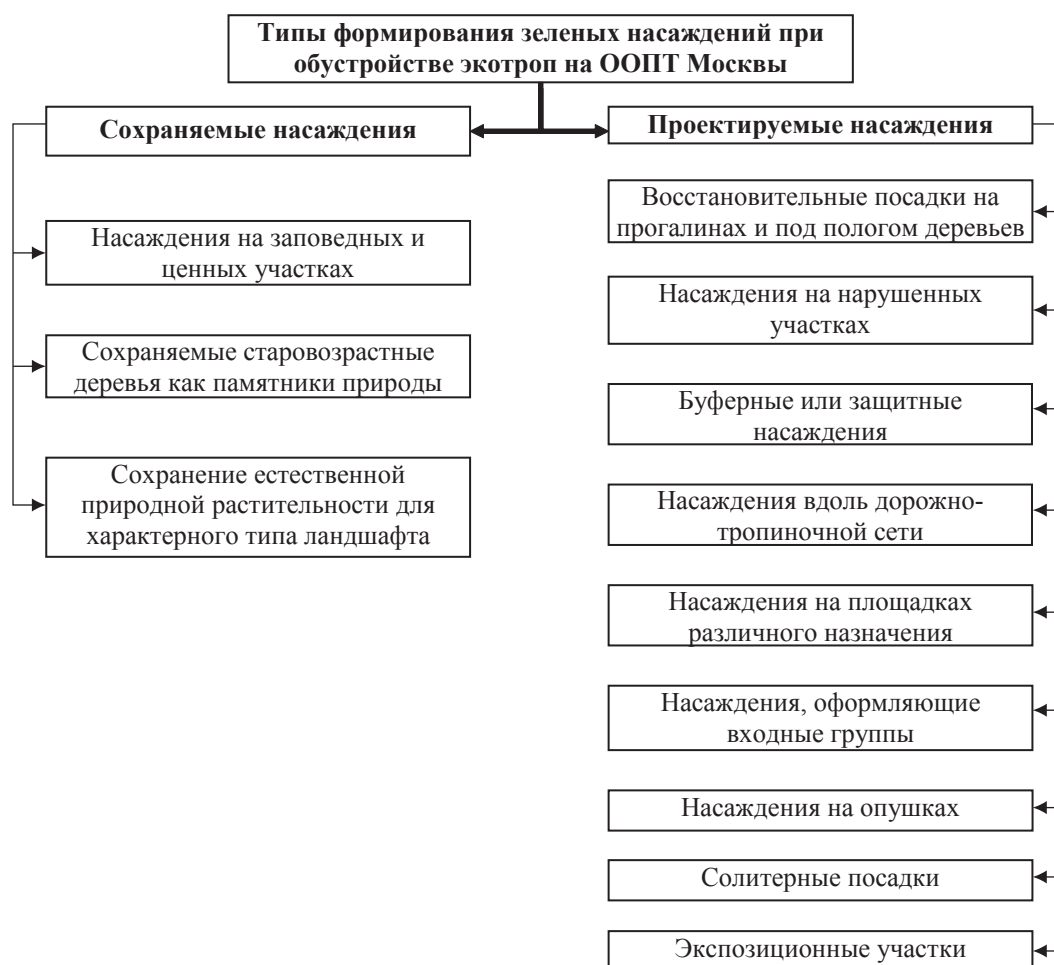 Типы формирования зеленых насаждений при
обустройстве экотроп на ООПТ Москвы
Сохраняемые насаждения
Насаждения на заповедных и
ценных участках
Сохраняемые старовозрастные
деревья как памятники природы
Сохранение естественной
природной растительности для
характерного типа ландшафта
Проектируемые насаждения
Восстановительные посадки на
прогалинах и под пологом деревьев
Насаждения на нарушенных
участках
Буферные или защитные
насаждения
Насаждения вдоль дорожно-
тропиночной сети
Насаждения на площадках
различного назначения
Насаждения, оформляющие
входные группы
Насаждения на опушках
Солитерные посадки
Экспозиционные участки